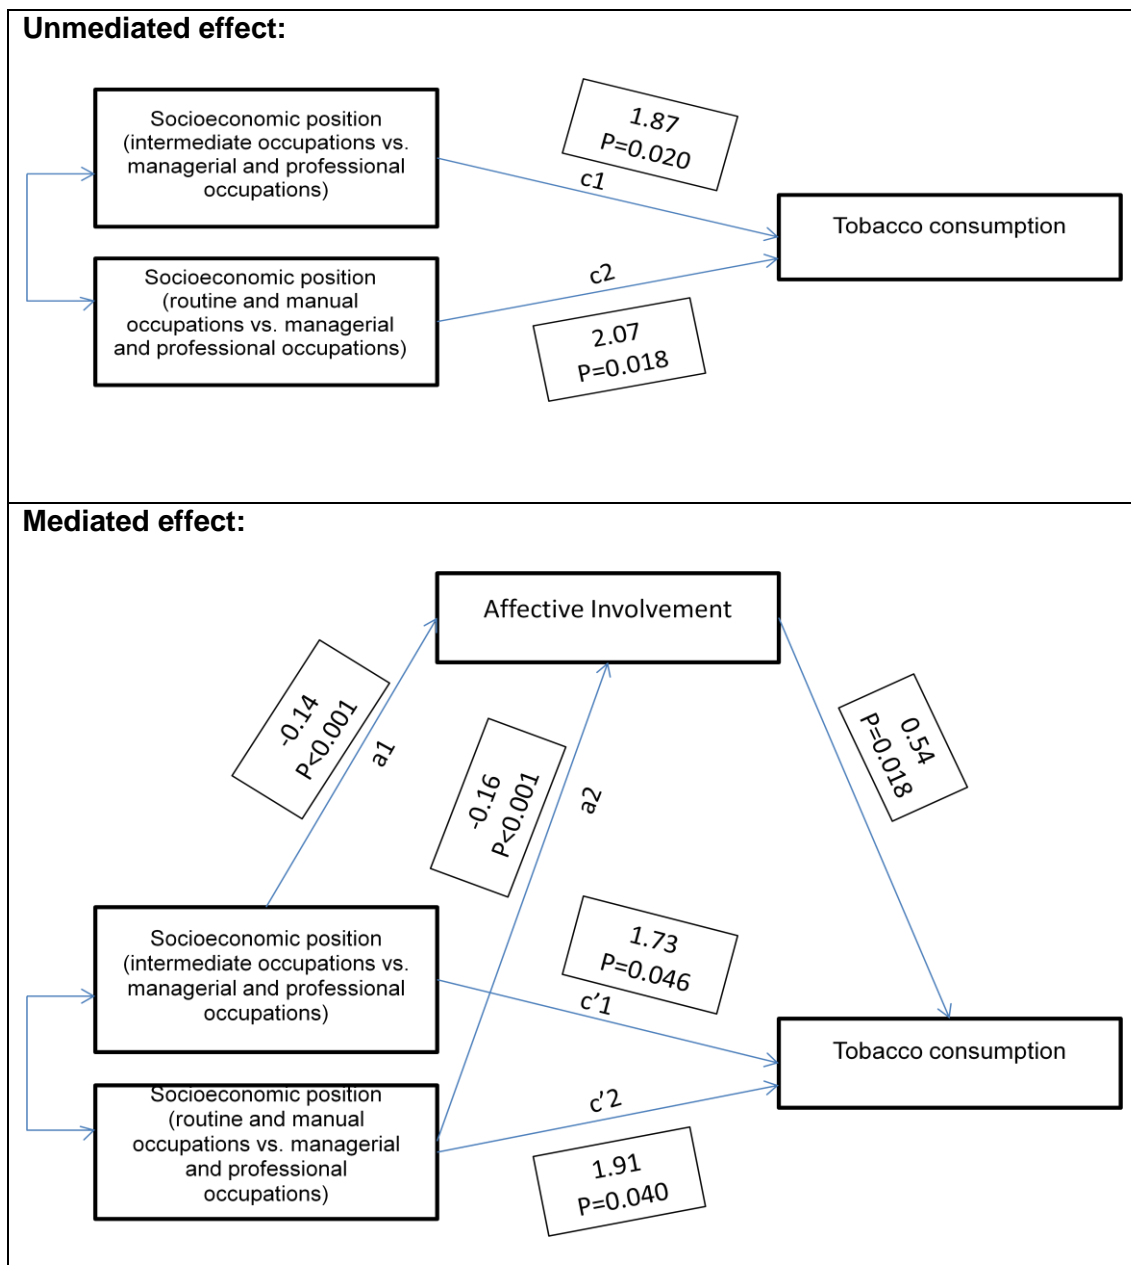 Unmediated effect:
Socioeconomic position
(intermediate occupations vs.
managerial and professional
occupations)
1.87
P=0.020
c1
Tobacco consumption
Socioeconomic position
(routine and manual
occupations vs. managerial
and professional occupations)
c2
2.07
P=0.018
Mediated effect:
Affective Involvement
-0.14
P<0.001
a1
-0.16
P<0.001
a2
0.54
P=0.018
Socioeconomic position
(intermediate occupations vs.
managerial and professional
occupations)
1.73
P=0.046
c’1
Tobacco consumption
Socioeconomic position
(routine and manual
occupations vs. managerial
and professional
occupations)
c’2
1.91
P=0.040